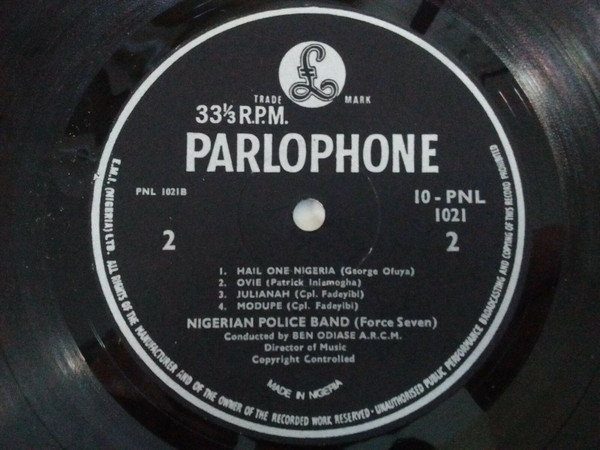 £
TRADE MARK
33⅓ R.P.M.
PARLOPHONE
PNL 1021B
10 - PNL
1021
2
2
1. HAIL ONE NIGERIA (George Ofuya)
2. OVIE (Patrick Iniamogha)
3. JULIANAH (Cpl. Fadeyibi)
4. MODUPE (Cpl. Fadeyibi)
NIGERIAN POLICE BAND (Force Seven)
Conducted by BEN ODIASE A.R.C.M.
Director of Music
Copyright Controlled
MADE IN NIGERIA
E.M.I. (NIGERIA) LTD. ALL RIGHTS OF THE MANUFACTURER AND OF THE OWNER OF THE RECORDED WORK RESERVED · UNAUTHORISED PUBLIC PERFORMANCE BROADCASTING AND COPYING OF THIS RECORD PROHIBITED